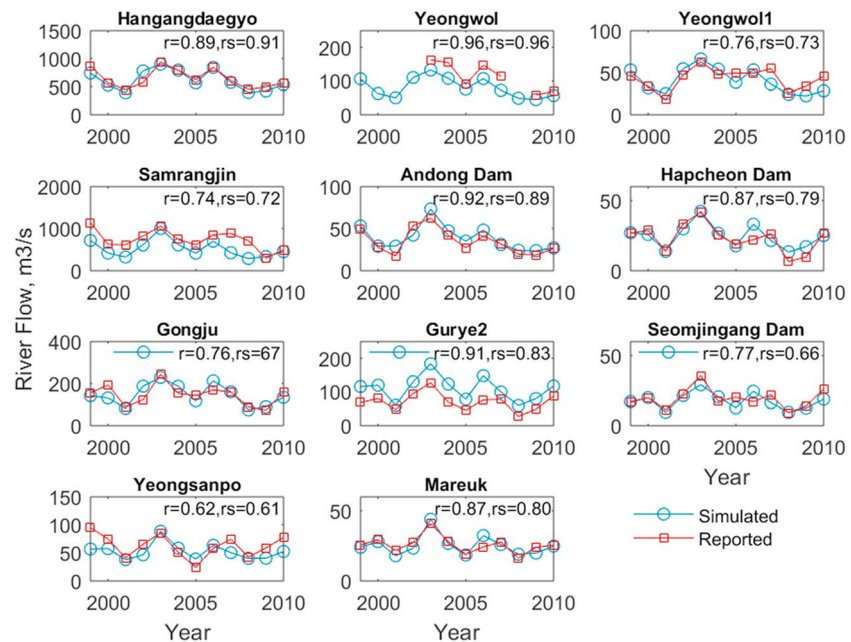 Hangangdaegyo
Yeongwol
Yeongwol1
1500
1000
500
0
r=0.89,rs=0.91
2000
2005
2010
200
100
0
r=0.96,rs=0.96
2000
2005
2010
100
50
0
r=0.76,rs=0.73
2000
2005
2010
Samrangjin
Andong Dam
Hapcheon Dam
2000
1000
0
r=0.74,rs=0.72
2000
2005
2010
100
50
0
r=0.92,rs=0.89
2000
2005
2010
50
0
r=0.87,rs=0.79
2000
2005
2010
River Flow, m3/s
Gongju
Gurye2
Seomjingang Dam
400
200
0
r=0.76,rs=67
2000
2005
2010
200
100
0
r=0.91,rs=0.83
2000
2005
2010
50
0
r=0.77,rs=0.66
2000
2005
2010
Year
Yeongsanpo
Mareuk
150
100
50
0
r=0.62,rs=0.61
2000
2005
2010
Year
50
0
r=0.87,rs=0.80
2000
2005
2010
Year
Simulated
Reported